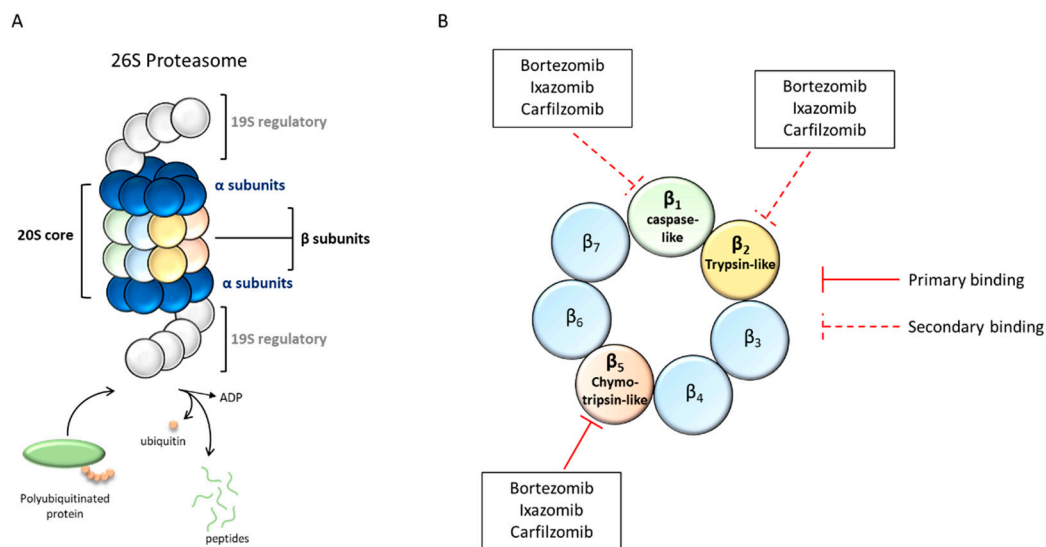 A
26S Proteasome
19S regulatory
α subunits
20S core
β subunits
α subunits
19S regulatory
ADP
ubiquitin
Polyubiquitinated
protein
peptides
B
Bortezomib
Ixazomib
Carfilzomib
Bortezomib
Ixazomib
Carfilzomib
β1
caspase-
like
β2
Trypsin-like
β7
β3
β6
β5
Chymo-
tripsin-like
β4
Primary binding
Secondary binding
Bortezomib
Ixazomib
Carfilzomib